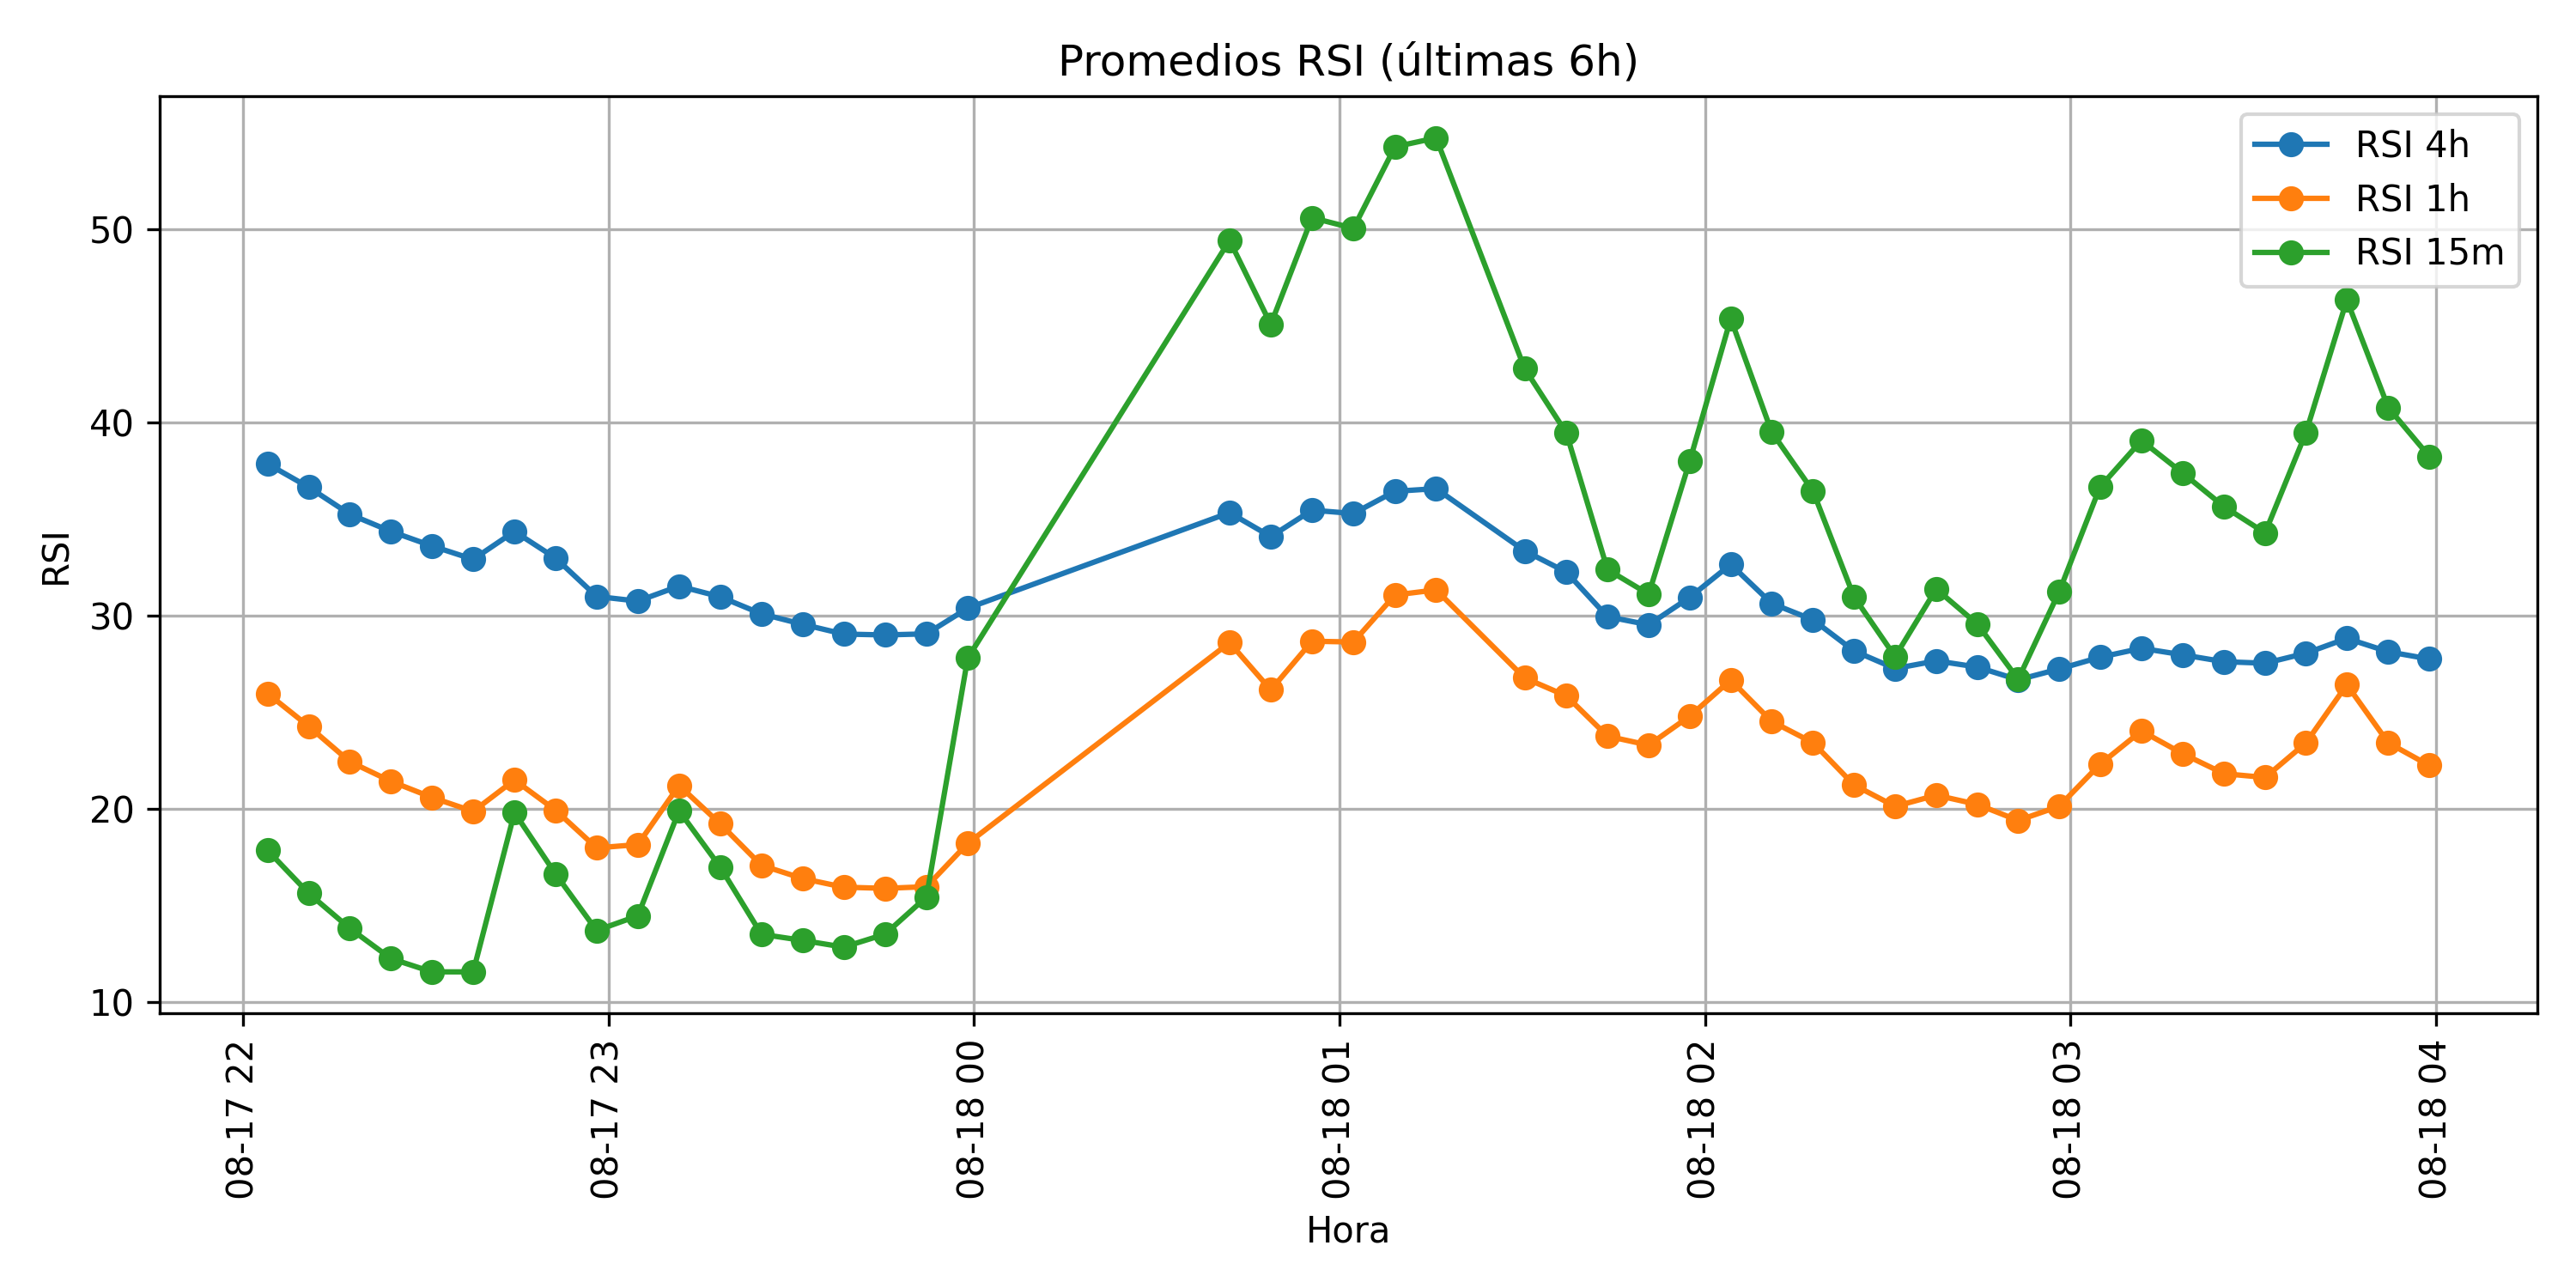 Promedios RSI (últimas 6h)
RSI 4h
RSI 1h
RSI 15m
RSI
50
40
30
20
10
08-17 22
08-17 23
08-18 00
08-18 01
08-18 02
08-18 03
08-18 04
Hora